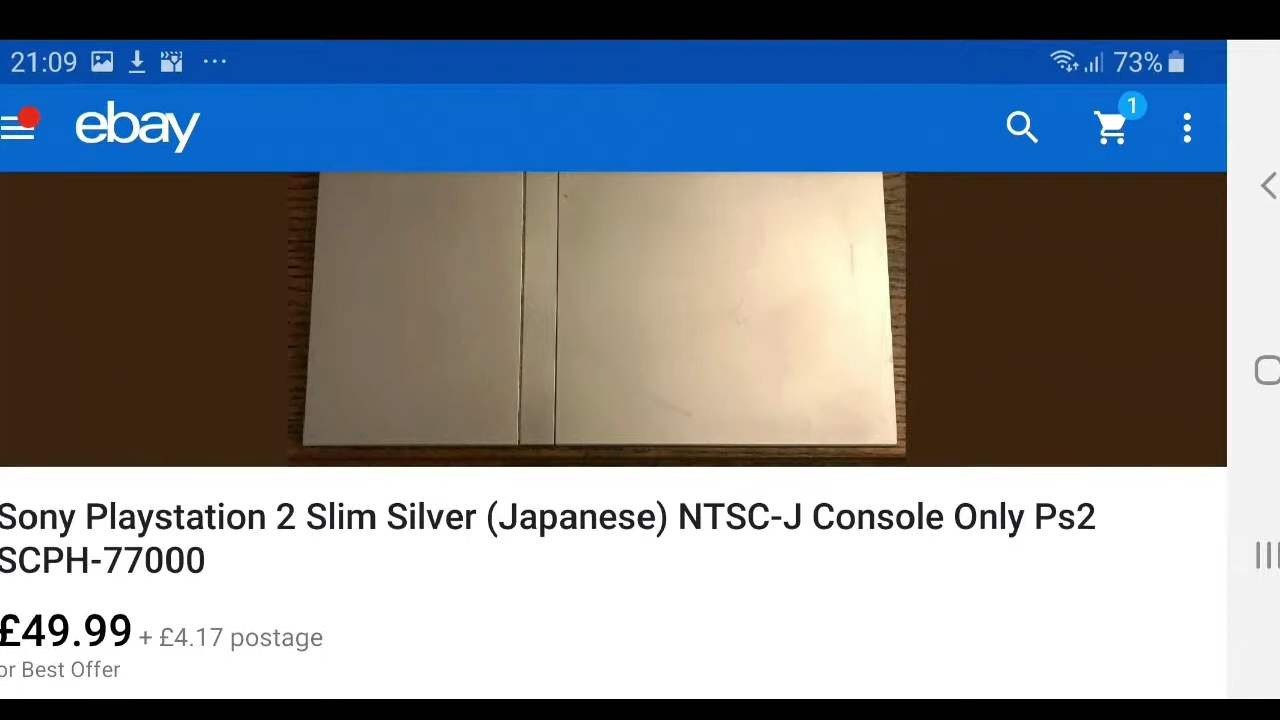 21:09 ... 73%
ebay 1
Sony Playstation 2 Slim Silver (Japanese) NTSC-J Console Only Ps2
SCPH-77000
£49.99 + £4.17 postage
or Best Offer